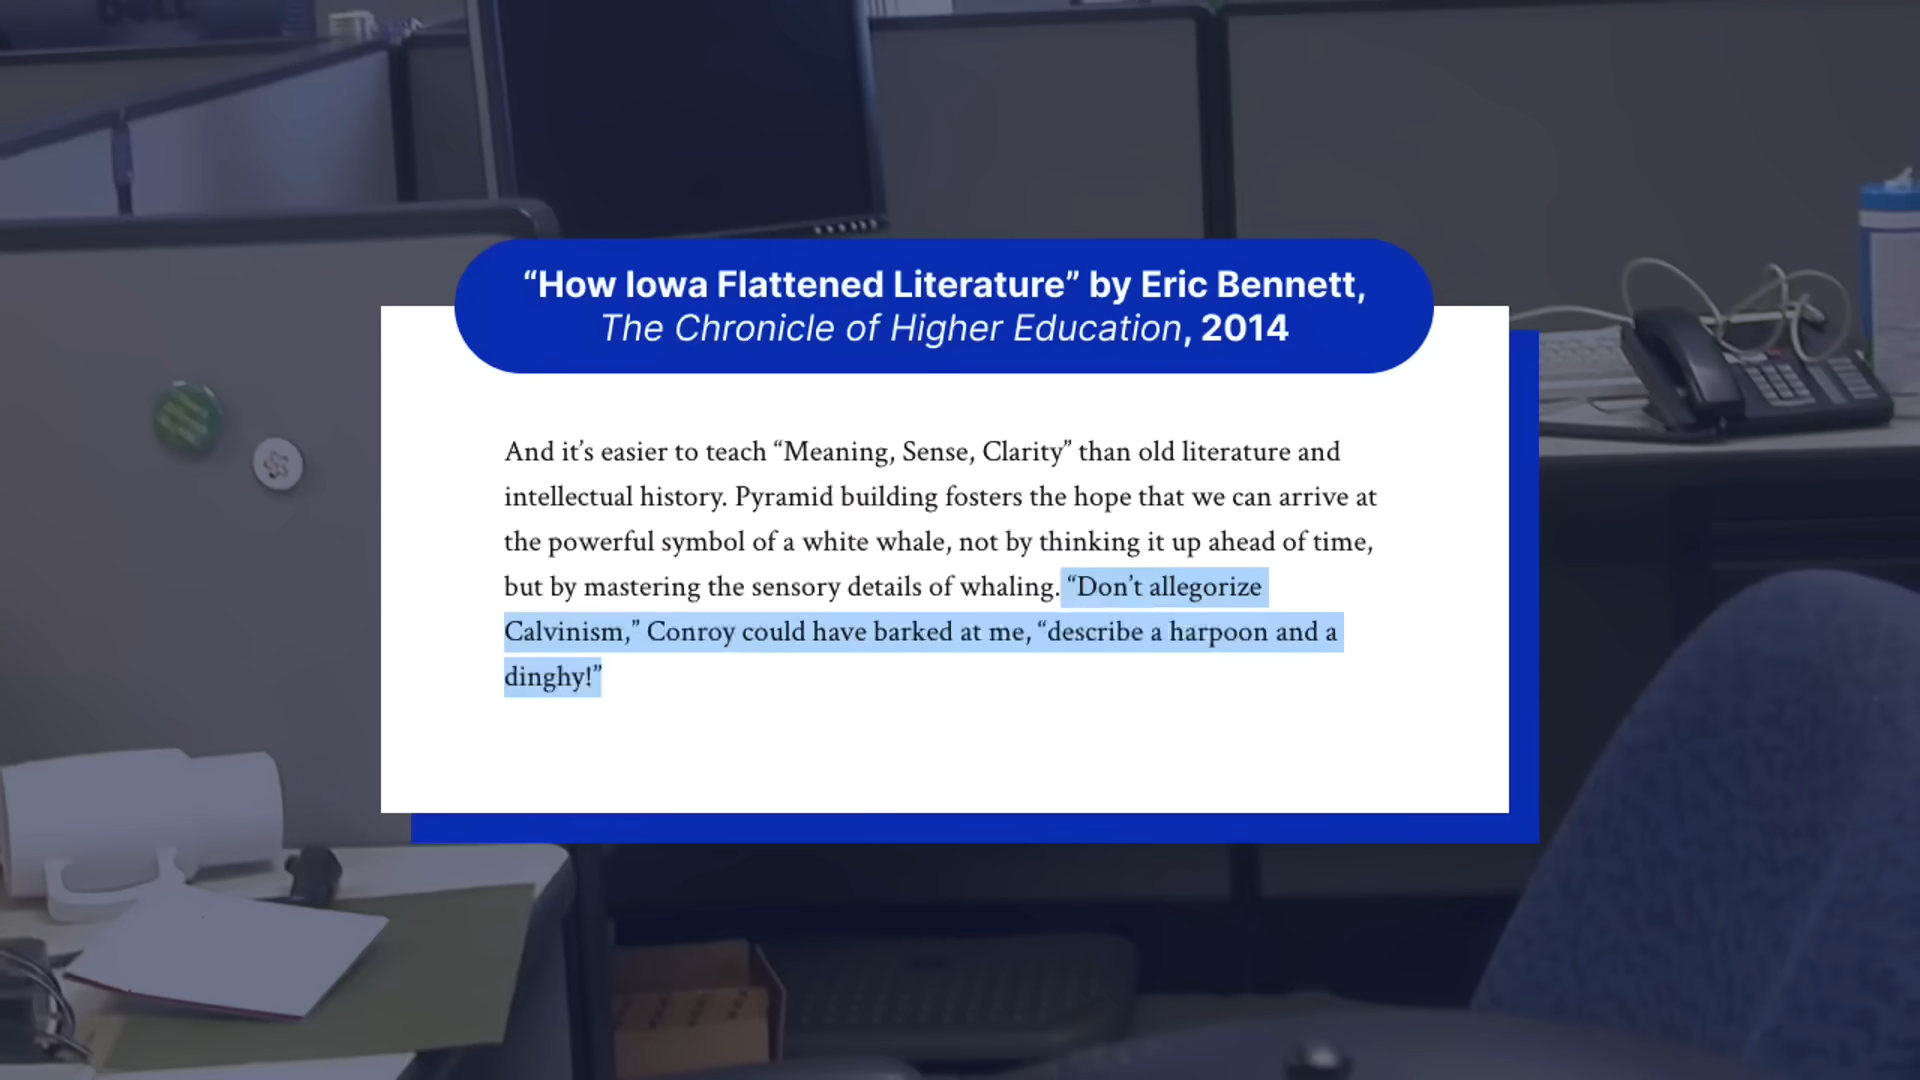 “How Iowa Flattened Literature” by Eric Bennett,
The Chronicle of Higher Education, 2014
And it’s easier to teach “Meaning, Sense, Clarity” than old literature and
intellectual history. Pyramid building fosters the hope that we can arrive at
the powerful symbol of a white whale, not by thinking it up ahead of time,
but by mastering the sensory details of whaling. “Don’t allegorize
Calvinism,” Conroy could have barked at me, “describe a harpoon and a
dinghy!”